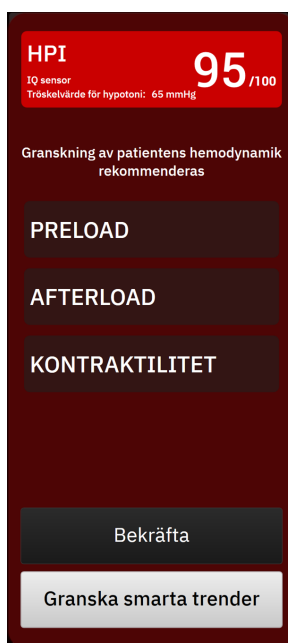 HPI
95/100
IQ sensor
Tröskelvärde för hypotoni: 65 mmHg
Granskning av patientens hemodynamik
rekommenderas
PRELOAD
AFTERLOAD
KONTRAKTILITET
Bekräfta
Granska smarta trender